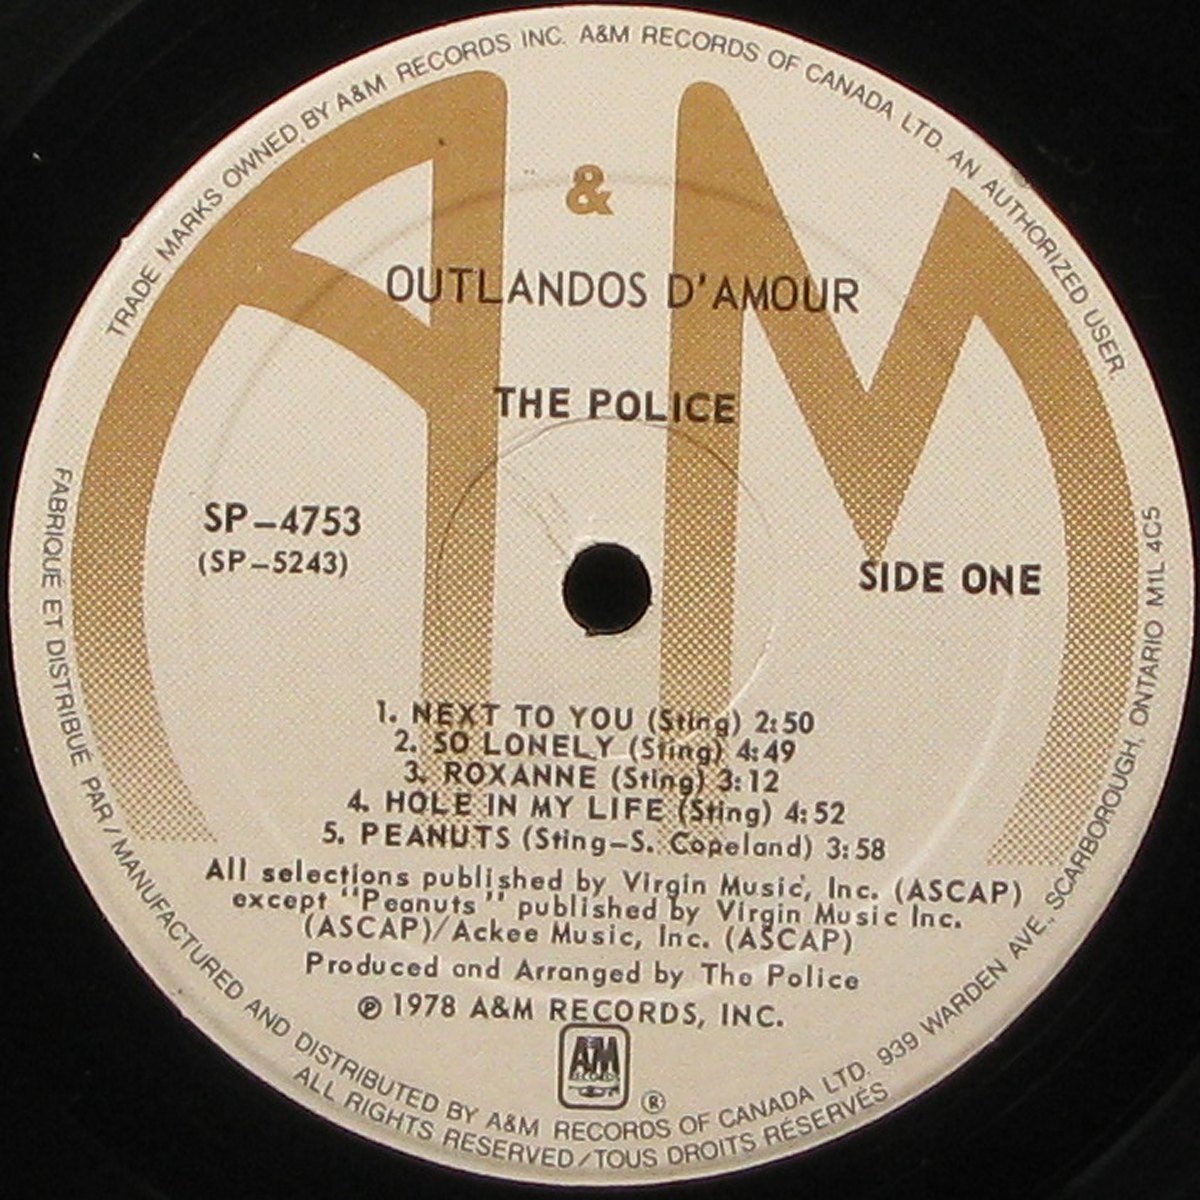 TRADE MARKS OWNED BY A&M RECORDS INC. A&M RECORDS OF CANADA LTD. AN AUTHORIZED USER.
&
OUTLANDOS D'AMOUR
THE POLICE
SP–4753
(SP–5243)
SIDE ONE
1. NEXT TO YOU (Sting) 2:50
2. SO LONELY (Sting) 4:49
3. ROXANNE (Sting) 3:12
4. HOLE IN MY LIFE (Sting) 4:52
5. PEANUTS (Sting–S. Copeland) 3:58
All selections published by Virgin Music, Inc. (ASCAP)
except "Peanuts" published by Virgin Music Inc.
(ASCAP)/Ackee Music, Inc. (ASCAP)
Produced and Arranged by The Police
℗ 1978 A&M RECORDS, INC.
A&M
RECORDS
®
FABRIQUÉ ET DISTRIBUÉ PAR/MANUFACTURED AND DISTRIBUTED BY A&M RECORDS OF CANADA LTD. 939 WARDEN AVE., SCARBOROUGH, ONTARIO M1L 4C5
ALL RIGHTS RESERVED/TOUS DROITS RÉSERVÉS